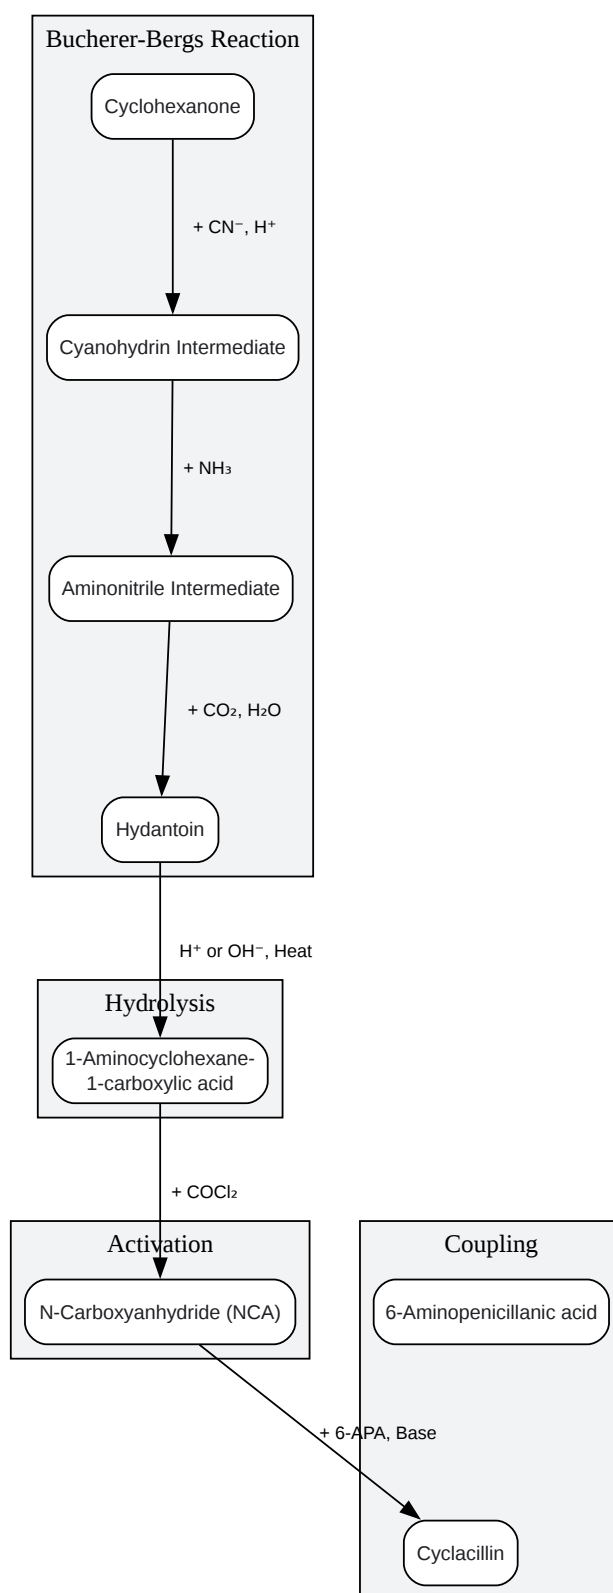 Bucherer-Bergs Reaction
Cyclohexanone
+ CN⁻, H⁺
Cyanohydrin Intermediate
+ NH₃
Aminonitrile Intermediate
+ CO₂, H₂O
Hydantoin
H⁺ or OH⁻, Heat
Hydrolysis
1-Aminocyclohexane-
1-carboxylic acid
+ COCl₂
Activation
N-Carboxyanhydride (NCA)
Coupling
6-Aminopenicillanic acid
+ 6-APA, Base
Cyclacillin